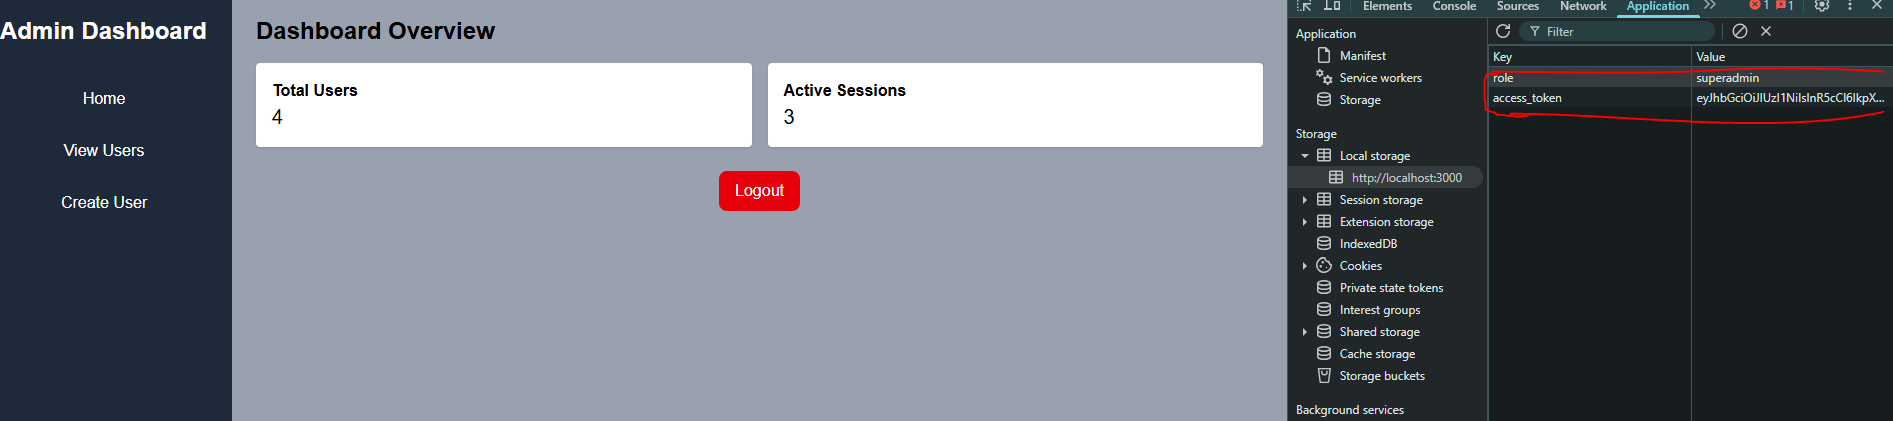 Admin Dashboard
Home
View Users
Create User
Dashboard Overview
Total Users
4
Active Sessions
3
Logout
Elements Console Sources Network Application 1 1
Application
Manifest
Service workers
Storage
Storage
Local storage
http://localhost:3000
Session storage
Extension storage
IndexedDB
Cookies
Private state tokens
Interest groups
Shared storage
Cache storage
Storage buckets
Background services
Filter
Key Value
role superadmin
access_token eyJhbGciOiJIUzI1NiIsInR5cCI6IkpX...